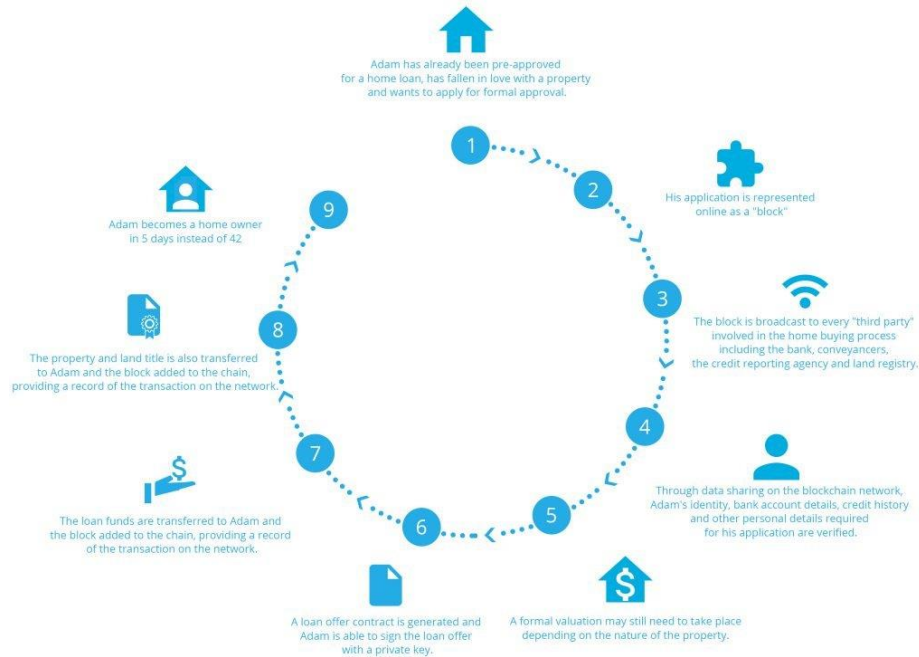 Adam has already been pre-approved
for a home loan, has fallen in love with a property
and wants to apply for formal approval.
1
2
His application is represented
online as a "block"
3
The block is broadcast to every "third party"
involved in the home buying process
including the bank, conveyancers,
the credit reporting agency and land registry.
4
Through data sharing on the blockchain network,
Adam's identity, bank account details, credit history
and other personal details required
for his application are verified.
5
A formal valuation may still need to take place
depending on the nature of the property.
6
A loan offer contract is generated and
Adam is able to sign the loan offer
with a private key.
7
The loan funds are transferred to Adam and
the block added to the chain, providing a record
of the transaction on the network.
8
The property and land title is also transferred
to Adam and the block added to the chain,
providing a record of the transaction on the network.
9
Adam becomes a home owner
in 5 days instead of 42